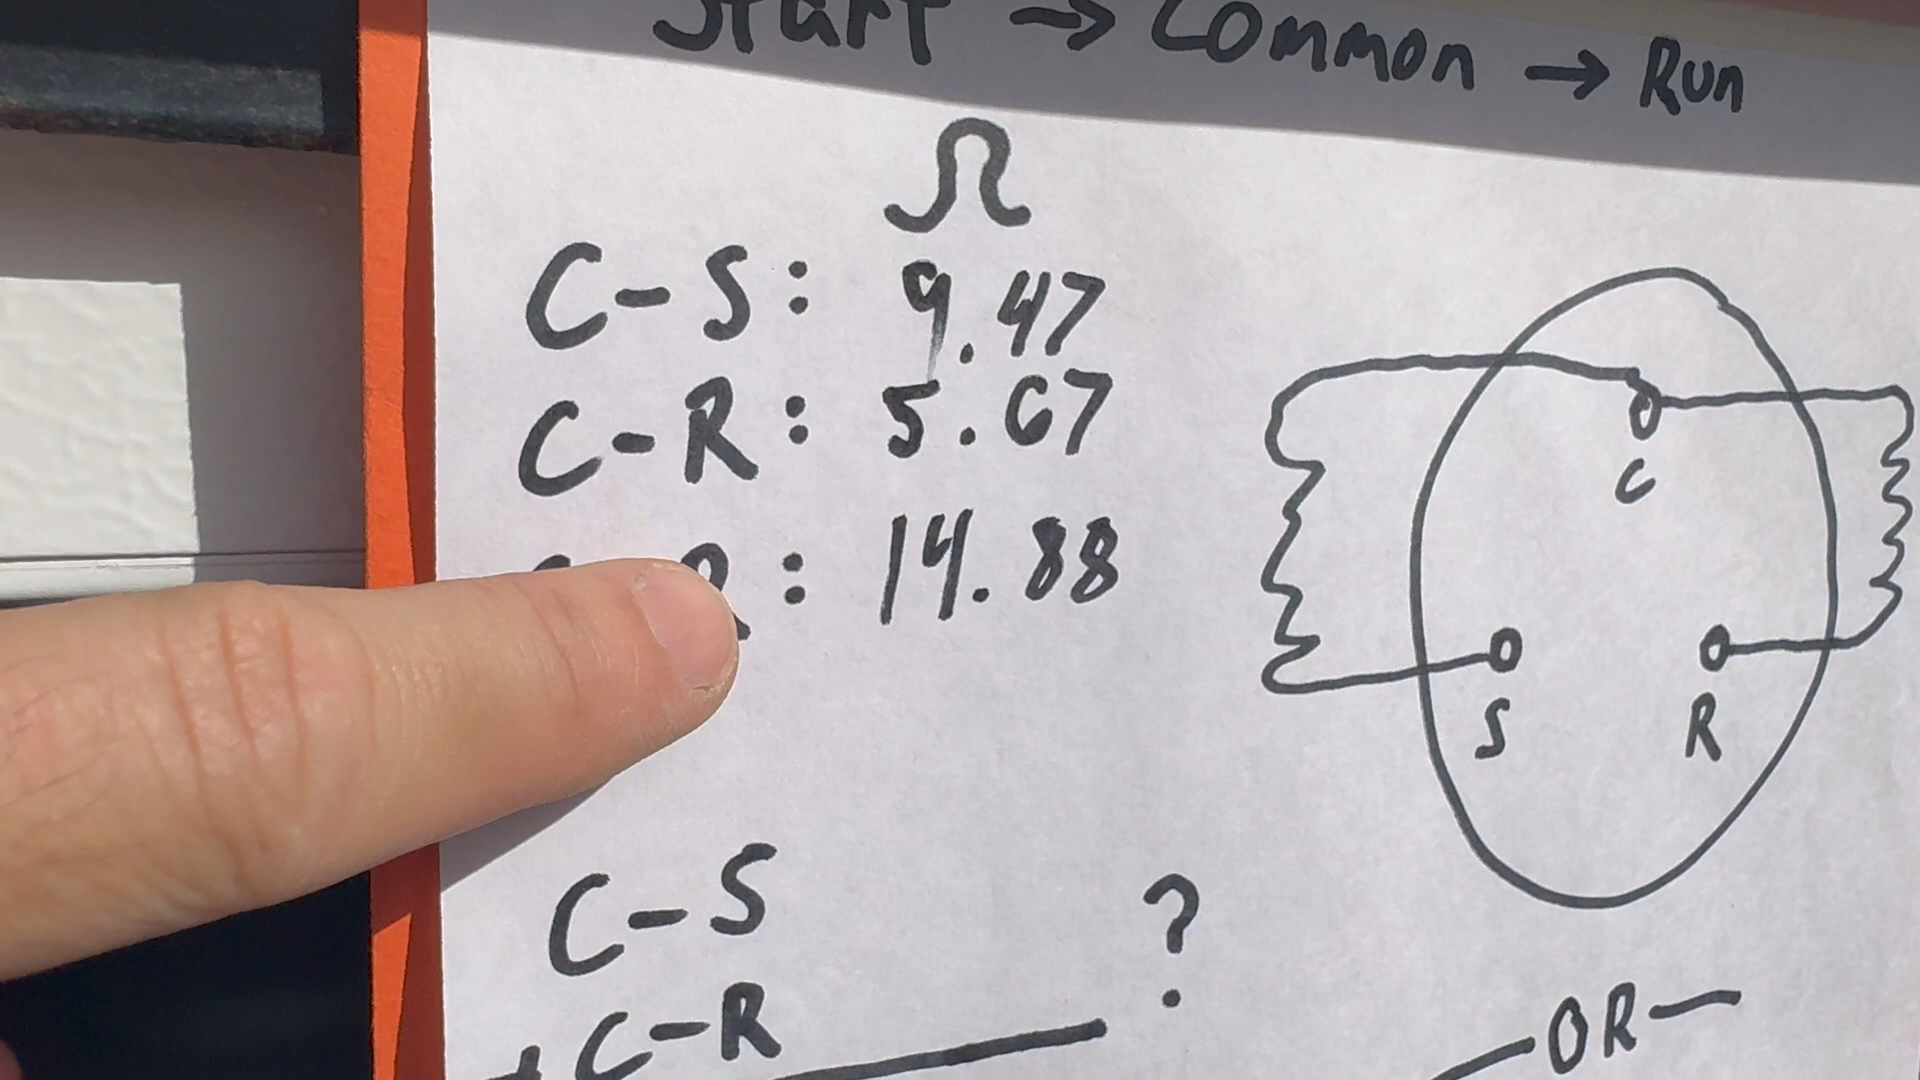 Start → Common → Run
Ω
C-S: 9.47
C-R: 5.67
R: 14.88
C
S R
C-S
?
+ C-R
-OR-